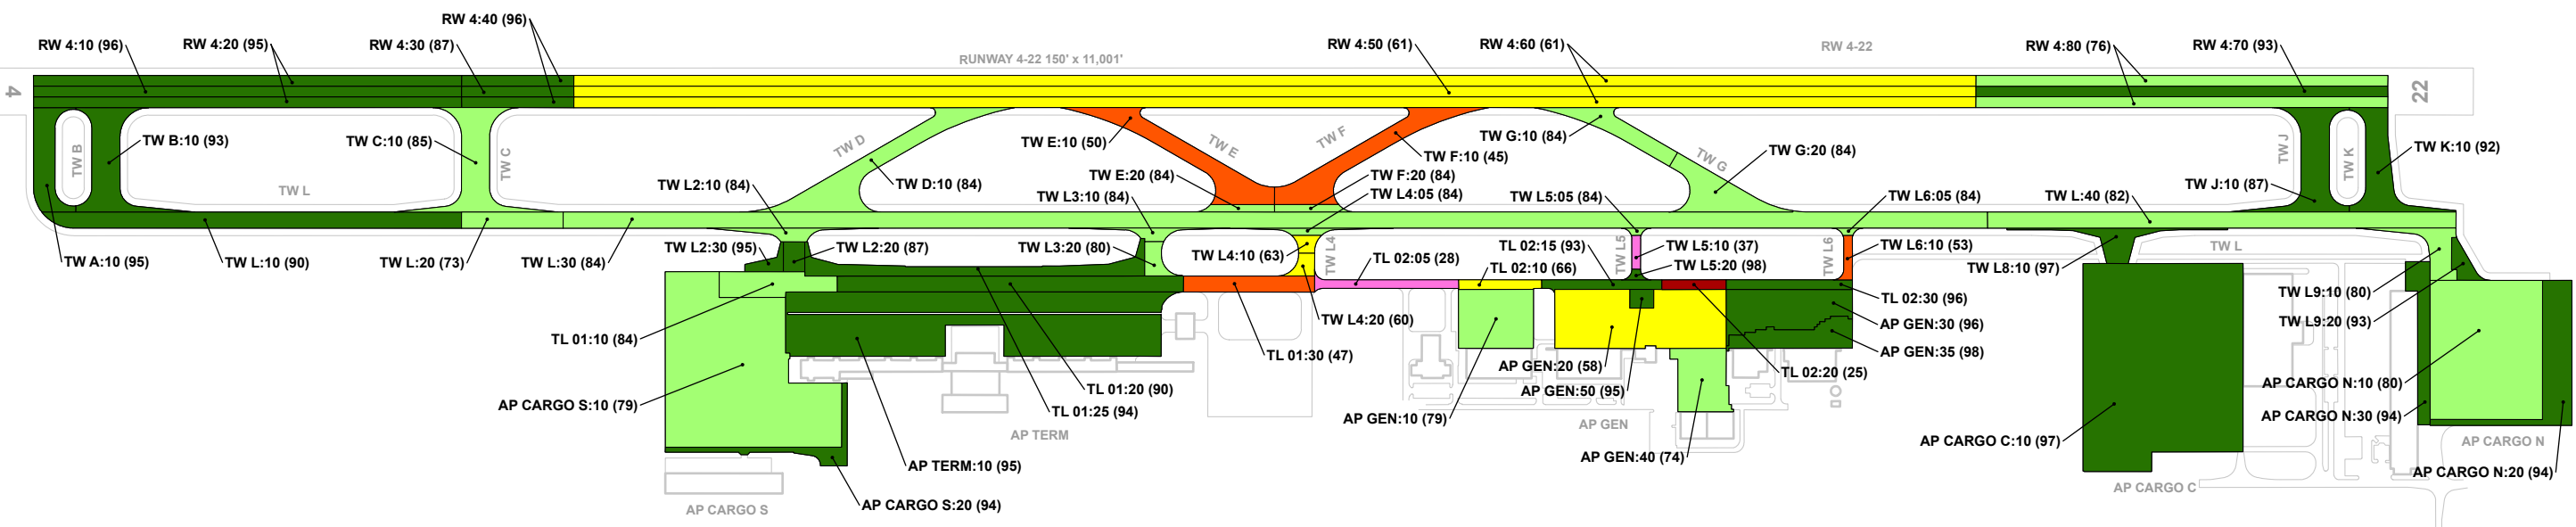 RW 4:40 (96)
RW 4:10 (96)
RW 4:20 (95)
RW 4:30 (87)
RUNWAY 4-22 150' x 11,001'
RW 4:50 (61)
RW 4:60 (61)
RW 4-22
RW 4:80 (76)
RW 4:70 (93)
4
22
TW B
TW B:10 (93)
TW C:10 (85)
TW C
TW D
TW E:10 (50)
TW E
TW F
TW G:10 (84)
TW F:10 (45)
TW G
TW G:20 (84)
TW J
TW K
TW K:10 (92)
TW L
TW L2:10 (84)
TW D:10 (84)
TW E:20 (84)
TW F:20 (84)
TW L3:10 (84)
TW L4:05 (84)
TW L5:05 (84)
TW L6:05 (84)
TW L:40 (82)
TW J:10 (87)
TW A:10 (95)
TW L:10 (90)
TW L:20 (73)
TW L:30 (84)
TW L2:30 (95)
TW L2:20 (87)
TW L3:20 (80)
TW L4:10 (63)
TW L4
TL 02:05 (28)
TL 02:15 (93)
TL 02:10 (66)
TW L5
TW L5:10 (37)
TW L5:20 (98)
TW L6
TW L6:10 (53)
TW L8:10 (97)
TW L
TW L9:10 (80)
TW L9:20 (93)
TL 02:30 (96)
TL 01:10 (84)
TW L4:20 (60)
TL 01:30 (47)
AP GEN:30 (96)
AP GEN:35 (98)
AP GEN:20 (58)
AP GEN:50 (95)
TL 02:20 (25)
TL 01:20 (90)
TL 01:25 (94)
AP CARGO S:10 (79)
AP GEN:10 (79)
AP CARGO N:10 (80)
AP CARGO N:30 (94)
AP TERM
AP GEN
AP CARGO C:10 (97)
AP CARGO N
AP TERM:10 (95)
AP GEN:40 (74)
AP CARGO N:20 (94)
AP CARGO S
AP CARGO S:20 (94)
AP CARGO C